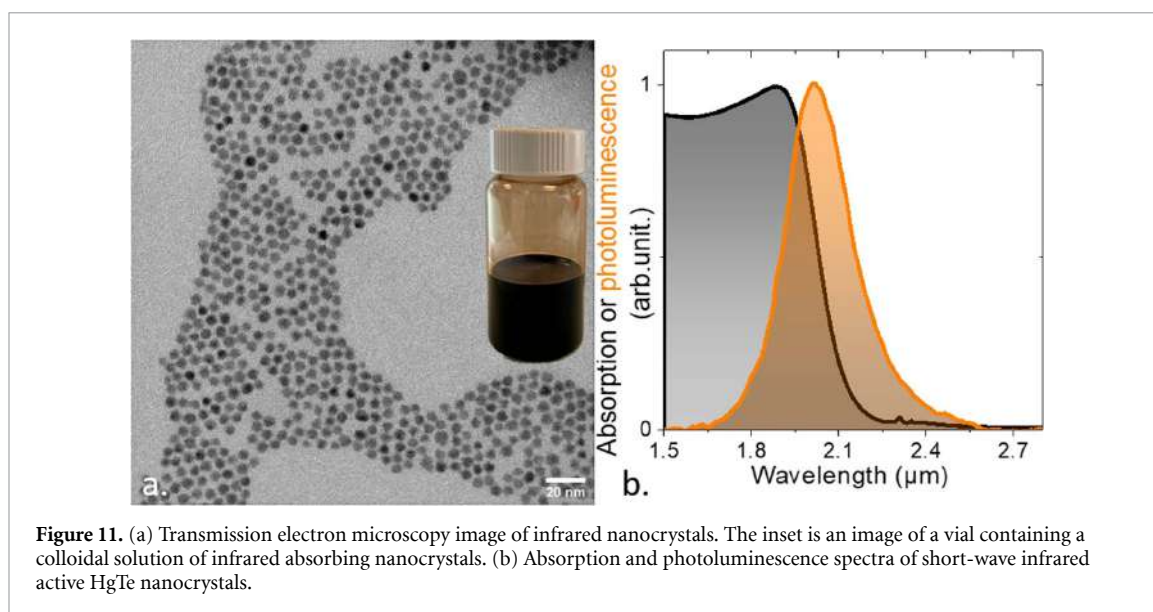 a.
20 nm
Absorption or photoluminescence
(arb.unit.)
1
0
1.5 1.8 2.1 2.4 2.7
Wavelength (μm)
b.
Figure 11. (a) Transmission electron microscopy image of infrared nanocrystals. The inset is an image of a vial containing a
colloidal solution of infrared absorbing nanocrystals. (b) Absorption and photoluminescence spectra of short-wave infrared
active HgTe nanocrystals.